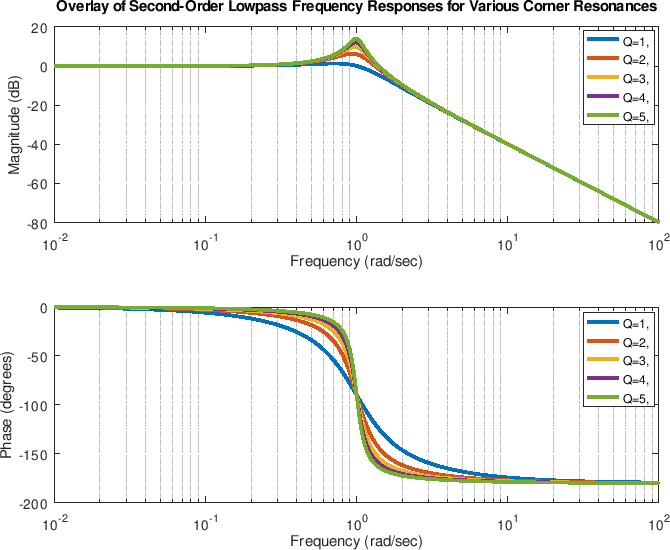 Overlay of Second-Order Lowpass Frequency Responses for Various Corner Resonances
20
0
-20
-40
-60
-80
Magnitude (dB)
Q=1,
Q=2,
Q=3,
Q=4,
Q=5,
10^-2
10^-1
10^0
10^1
10^2
Frequency (rad/sec)
0
-50
-100
-150
-200
Phase (degrees)
Q=1,
Q=2,
Q=3,
Q=4,
Q=5,
10^-2
10^-1
10^0
10^1
10^2
Frequency (rad/sec)